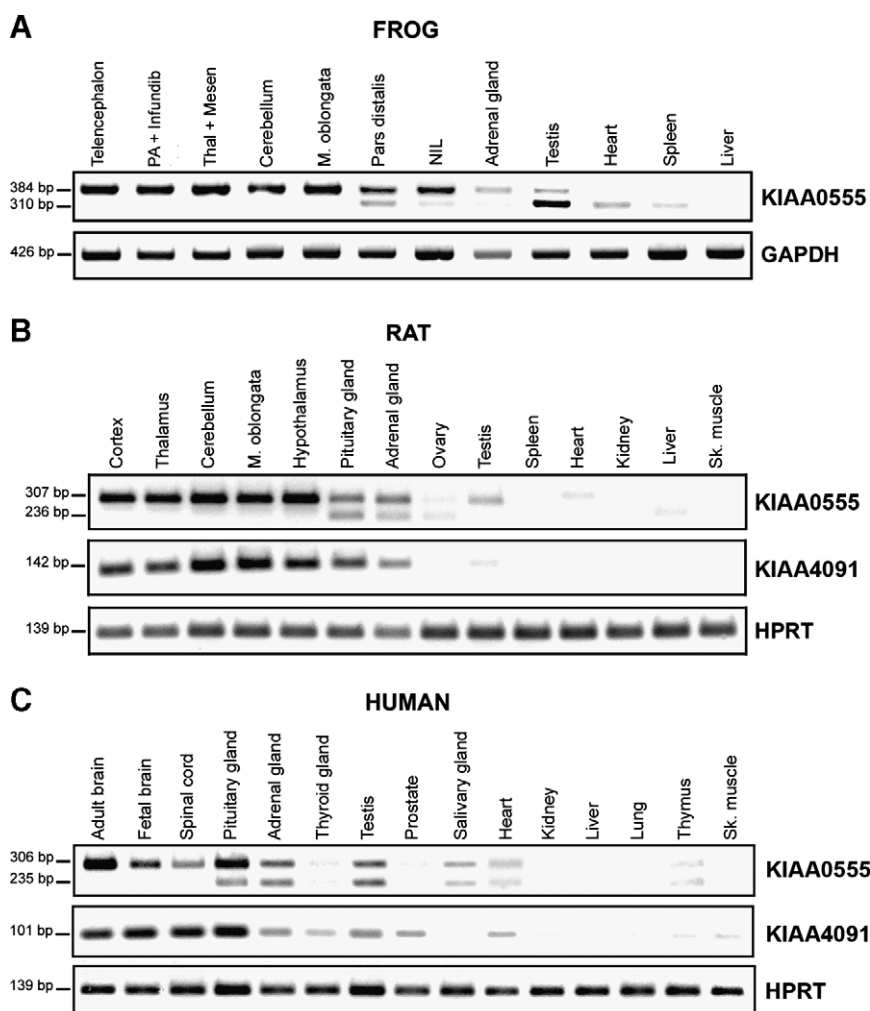 A
FROG
Telencephalon
PA + Infundib
Thal + Mesen
Cerebellum
M. oblongata
Pars distalis
NIL
Adrenal gland
Testis
Heart
Spleen
Liver
384 bp
310 bp
KIAA0555
426 bp
GAPDH
B
RAT
Cortex
Thalamus
Cerebellum
M. oblongata
Hypothalamus
Pituitary gland
Adrenal gland
Ovary
Testis
Spleen
Heart
Kidney
Liver
Sk. muscle
307 bp
236 bp
KIAA0555
142 bp
KIAA4091
139 bp
HPRT
C
HUMAN
Adult brain
Fetal brain
Spinal cord
Pituitary gland
Adrenal gland
Thyroid gland
Testis
Prostate
Salivary gland
Heart
Kidney
Liver
Lung
Thymus
Sk. muscle
306 bp
235 bp
KIAA0555
101 bp
KIAA4091
139 bp
HPRT